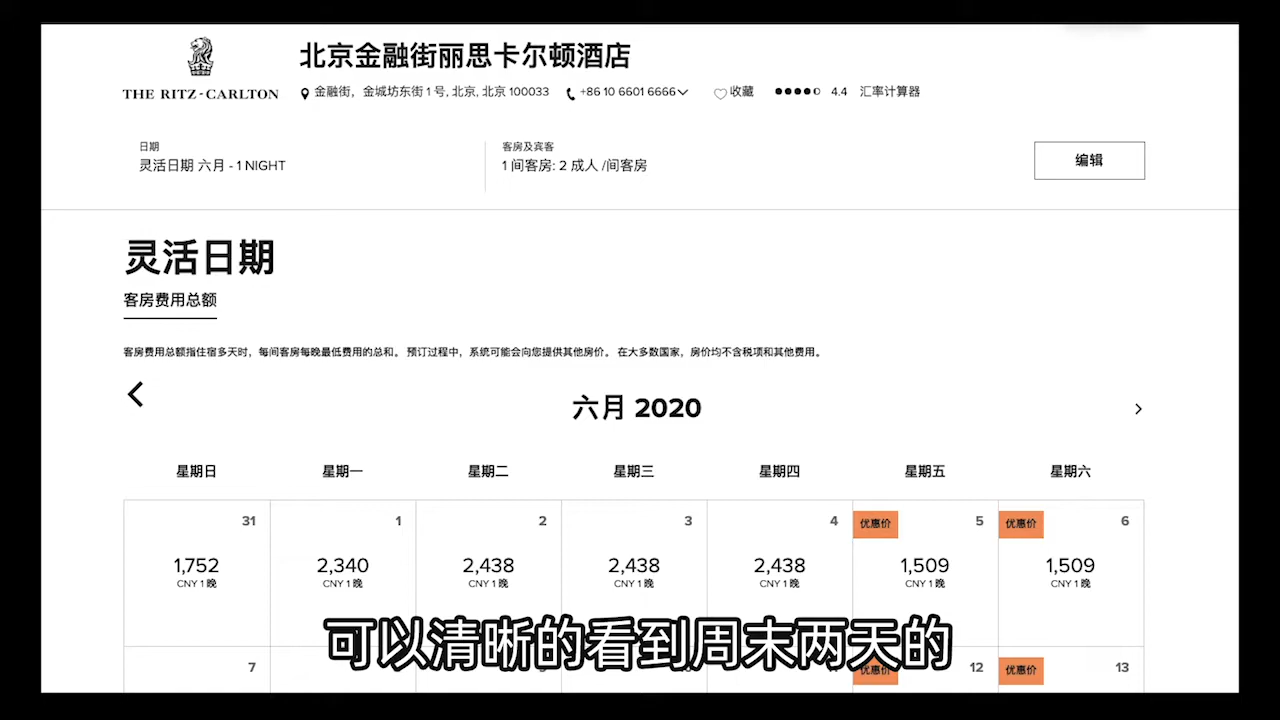 北京金融街丽思卡尔顿酒店
THE RITZ-CARLTON
金融街，金城坊东街 1 号, 北京, 北京 100033 +86 10 6601 6666 收藏 4.4 汇率计算器
日期
灵活日期 六月 - 1 NIGHT
客房及宾客
1 间客房: 2 成人 /间客房
编辑
灵活日期
客房费用总额
客房费用总额指住宿多天时，每间客房每晚最低费用的总和。 预订过程中，系统可能会向您提供其他房价。 在大多数国家，房价均不含税项和其他费用。
六月 2020
星期日 星期一 星期二 星期三 星期四 星期五 星期六
31 1 2 3 4 优惠价 5 优惠价 6
1,752 2,340 2,438 2,438 2,438 1,509 1,509
CNY 1 晚 CNY 1 晚 CNY 1 晚 CNY 1 晚 CNY 1 晚 CNY 1 晚 CNY 1 晚
可以清晰的看到周末两天的
7 优惠价 12 优惠价 13